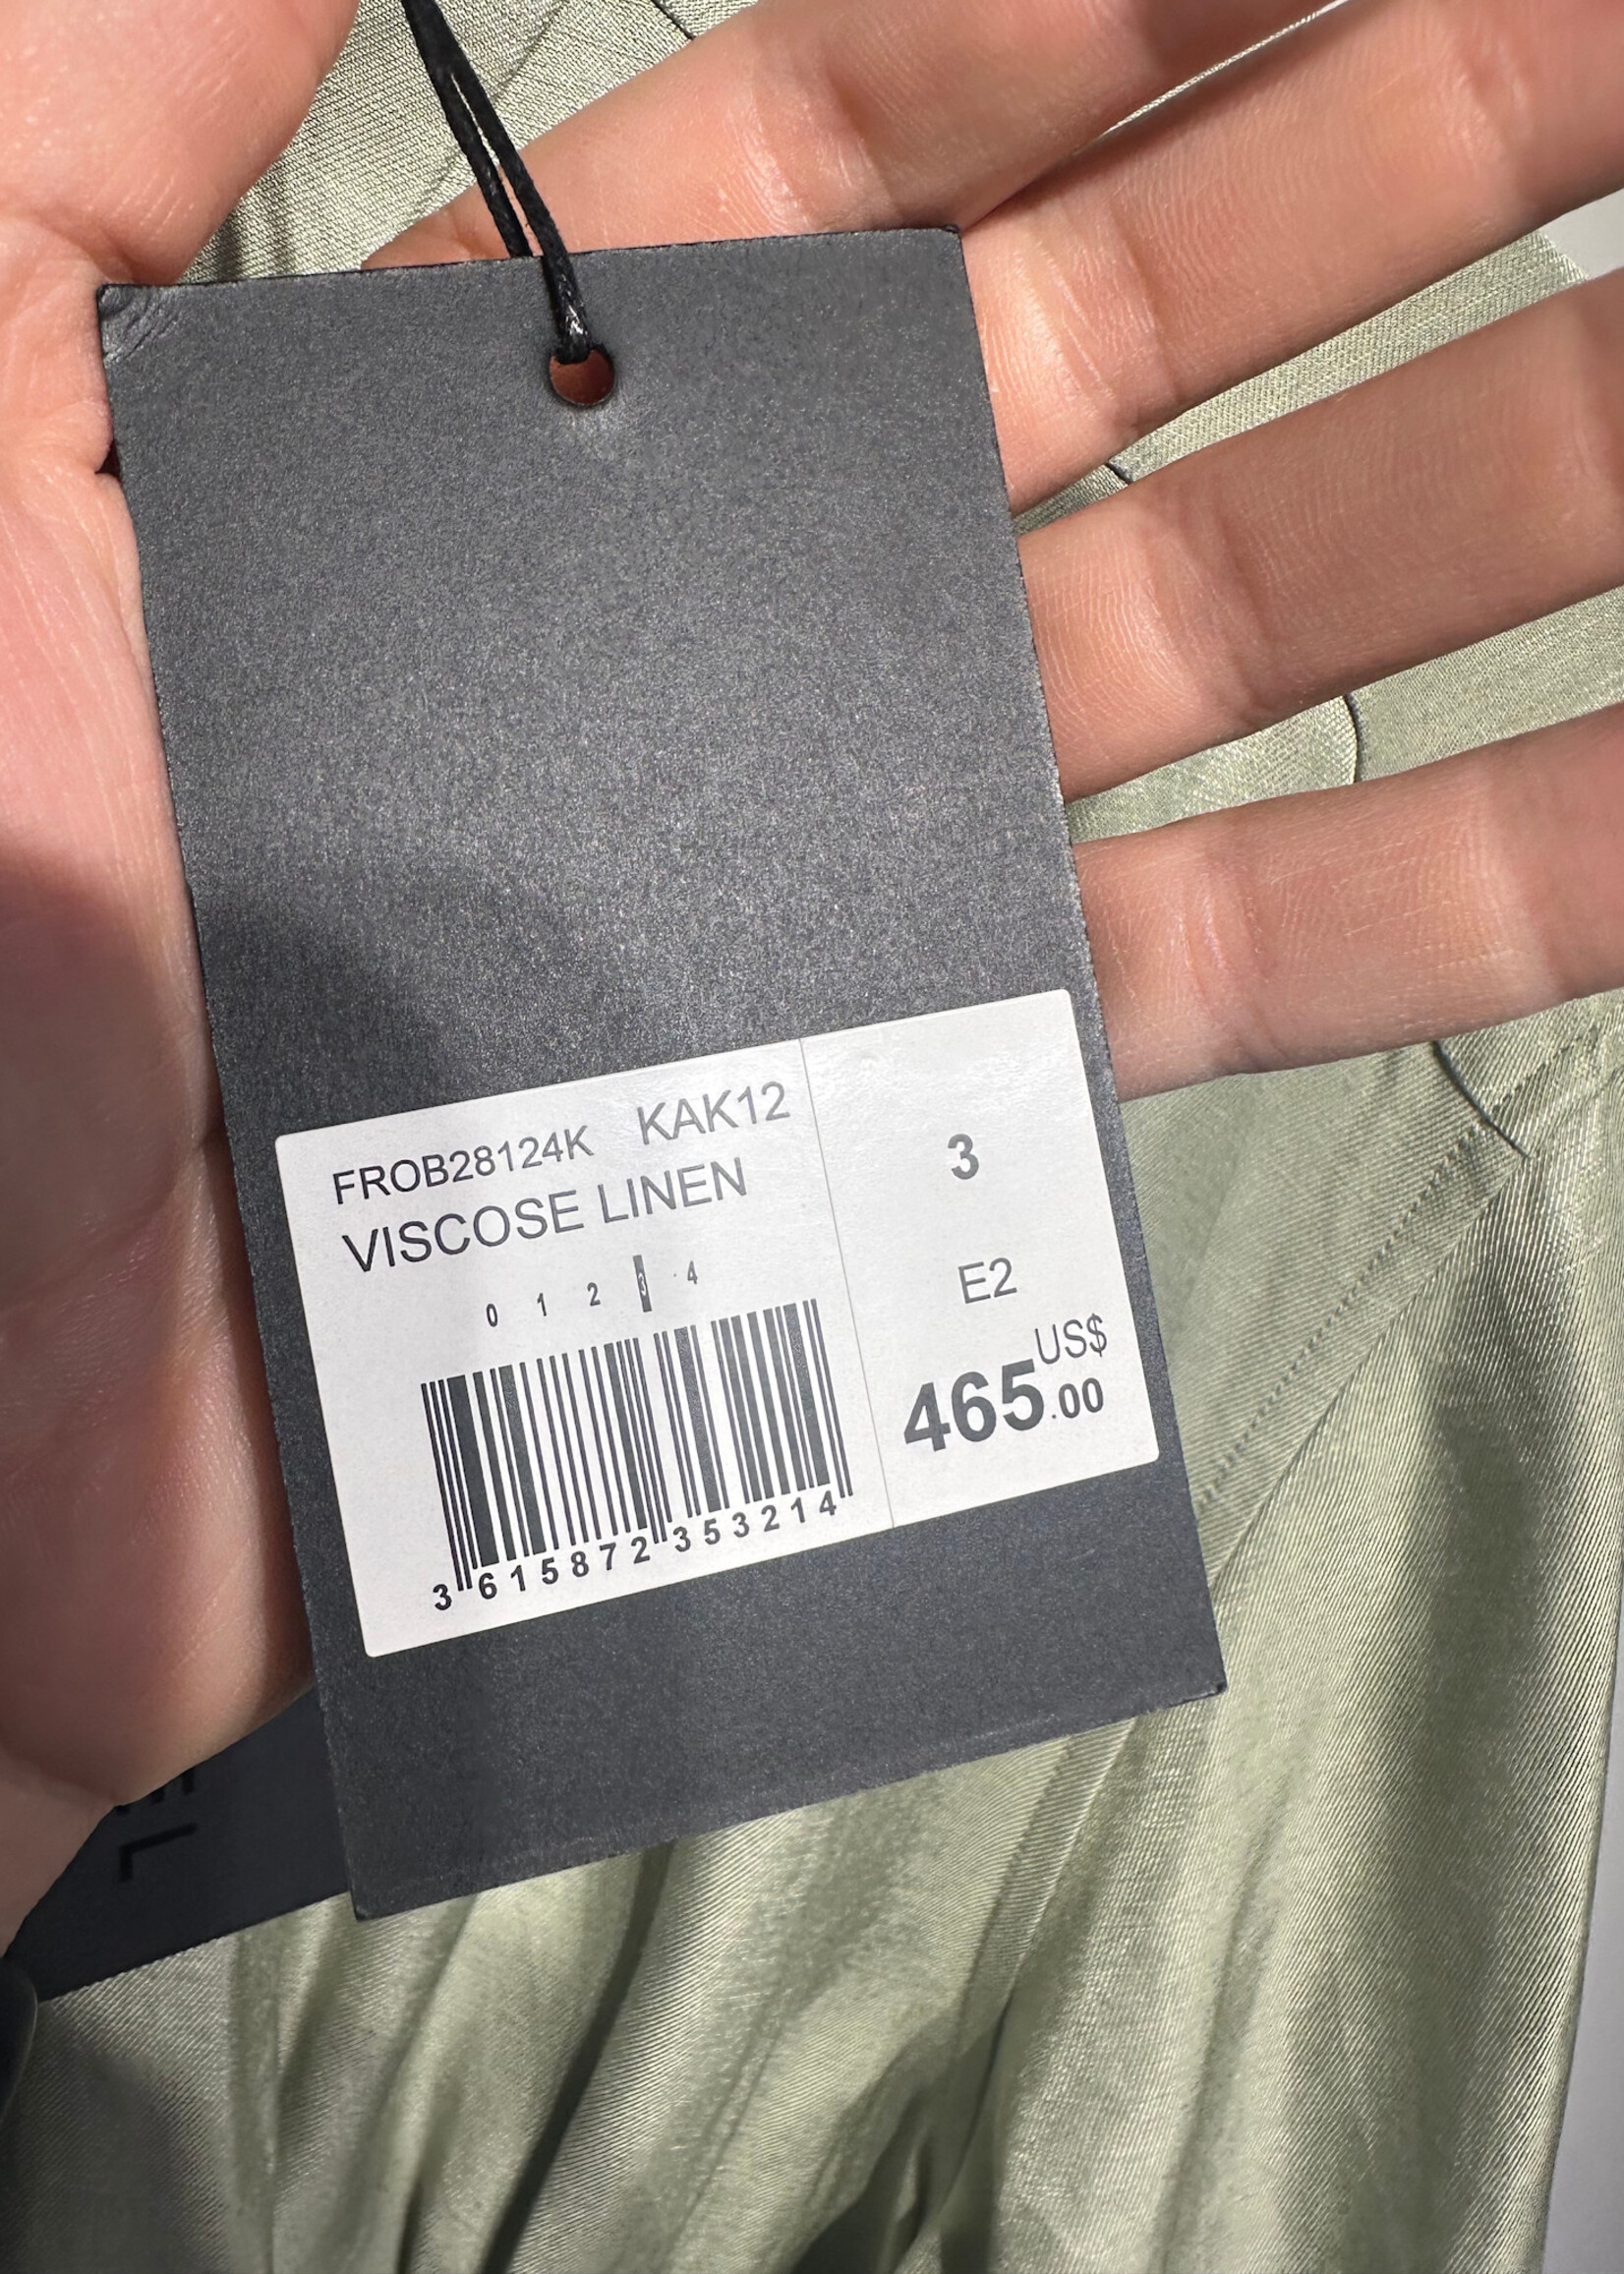 FROB28124K KAK12
VISCOSE LINEN
0 1 2 3 4
3 615872 353214
3
E2
US$
465.00